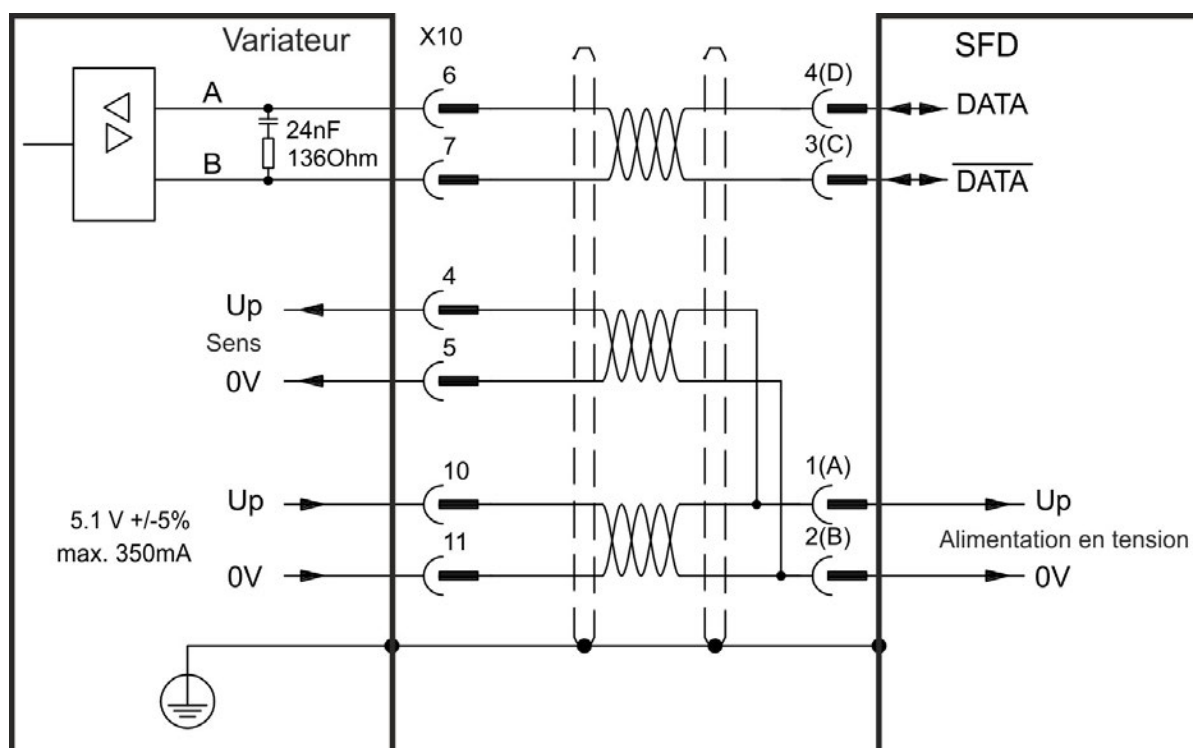 Variateur
X10
SFD
A
6
4(D)
DATA
24nF
136Ohm
B
7
3(C)
DATA
Up
4
Sens
0V
5
5.1 V +/-5%
max. 350mA
Up
10
1(A)
Up
Alimentation en tension
0V
11
2(B)
0V